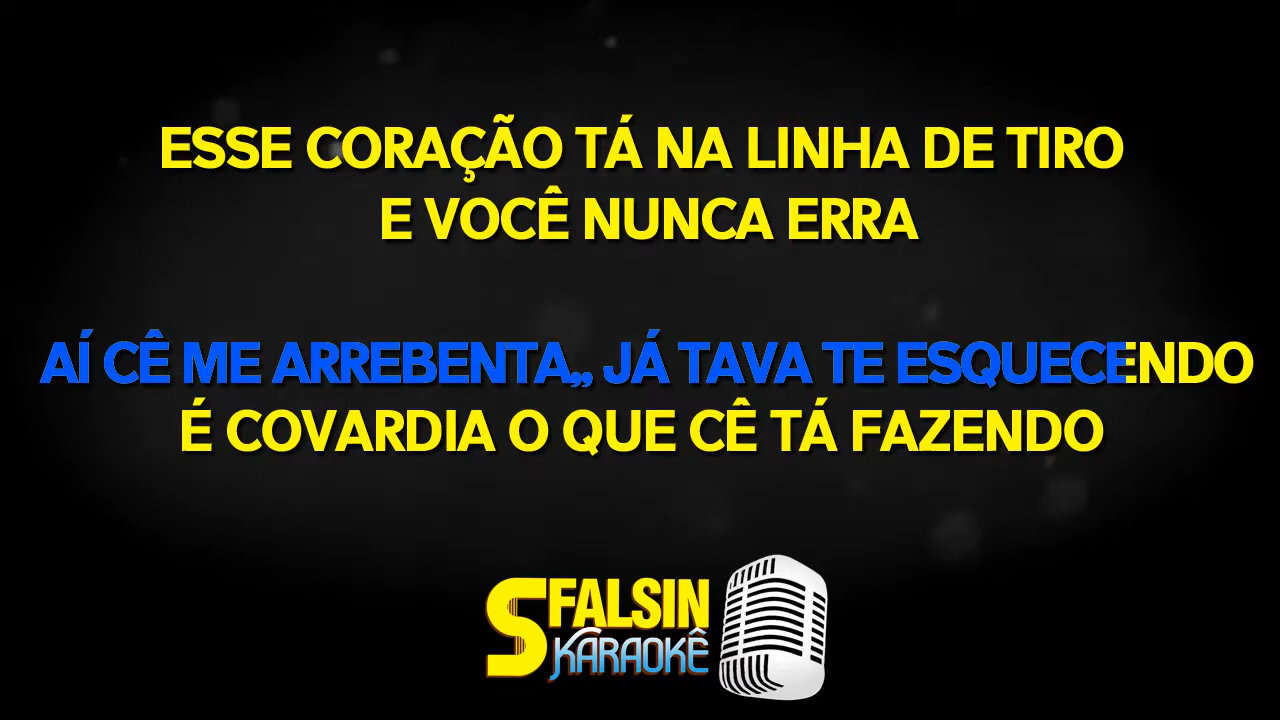 ESSE CORAÇÃO TÁ NA LINHA DE TIRO
E VOCÊ NUNCA ERRA
AÍ CÊ ME ARREBENTA,, JÁ TAVA TE ESQUECENDO
É COVARDIA O QUE CÊ TÁ FAZENDO
SFALSIN
KARAOKÊ